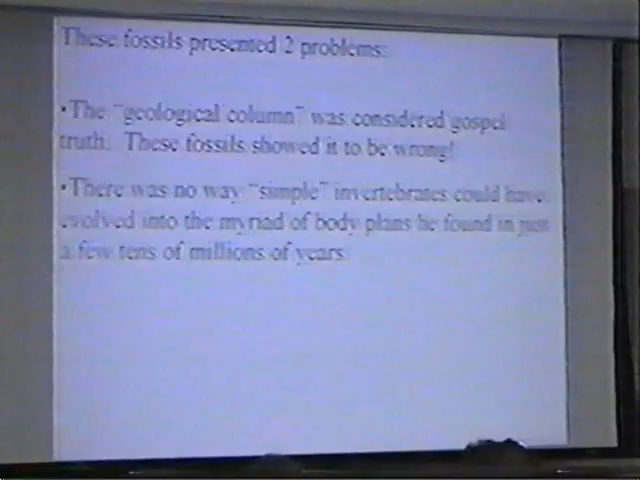 These fossils presented 2 problems:
•The "geological column" was considered gospel
truth. These fossils showed it to be wrong!
•There was no way "simple" invertebrates could have
evolved into the myriad of body plans he found in just
a few tens of millions of years.